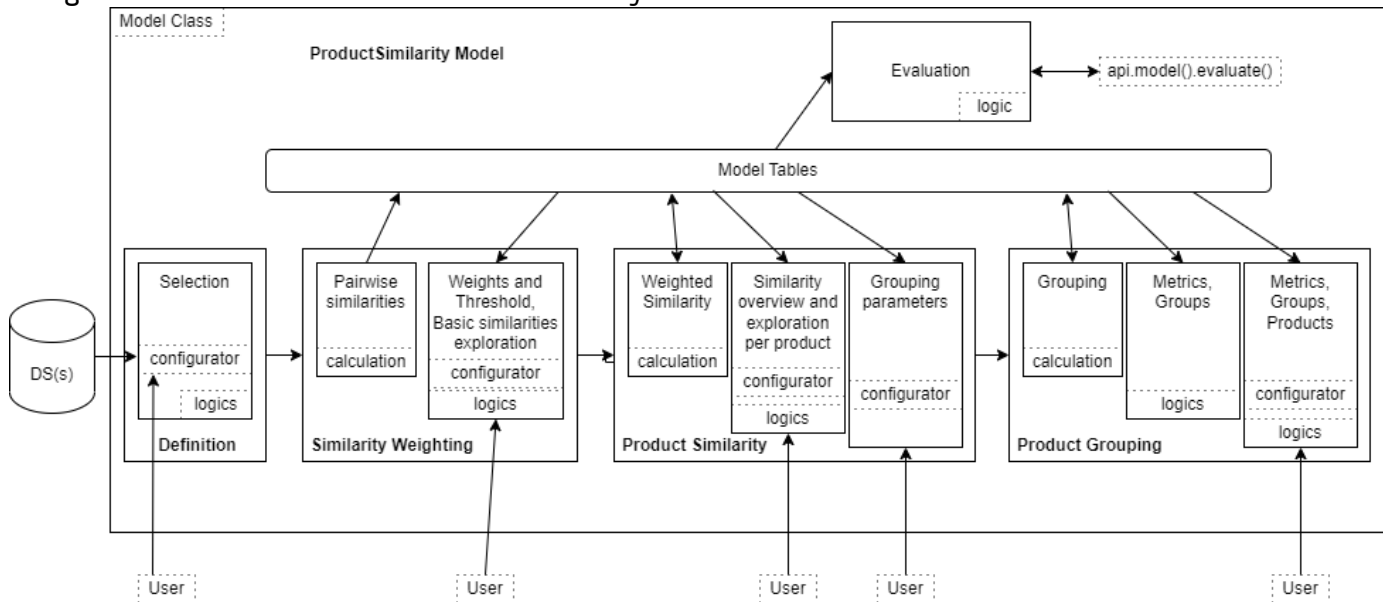 Model Class
ProductSimilarity Model
Evaluation
logic
api.model().evaluate()
Model Tables
DS(s)
Selection
configurator
logics
Definition
Pairwise
similarities
calculation
Weights and
Threshold,
Basic similarities
exploration
configurator
logics
Similarity Weighting
Weighted
Similarity
calculation
Similarity
overview and
exploration
per product
configurator
logics
Grouping
parameters
configurator
Product Similarity
Grouping
calculation
Metrics,
Groups
logics
Metrics,
Groups,
Products
configurator
logics
Product Grouping
User
User
User
User
User